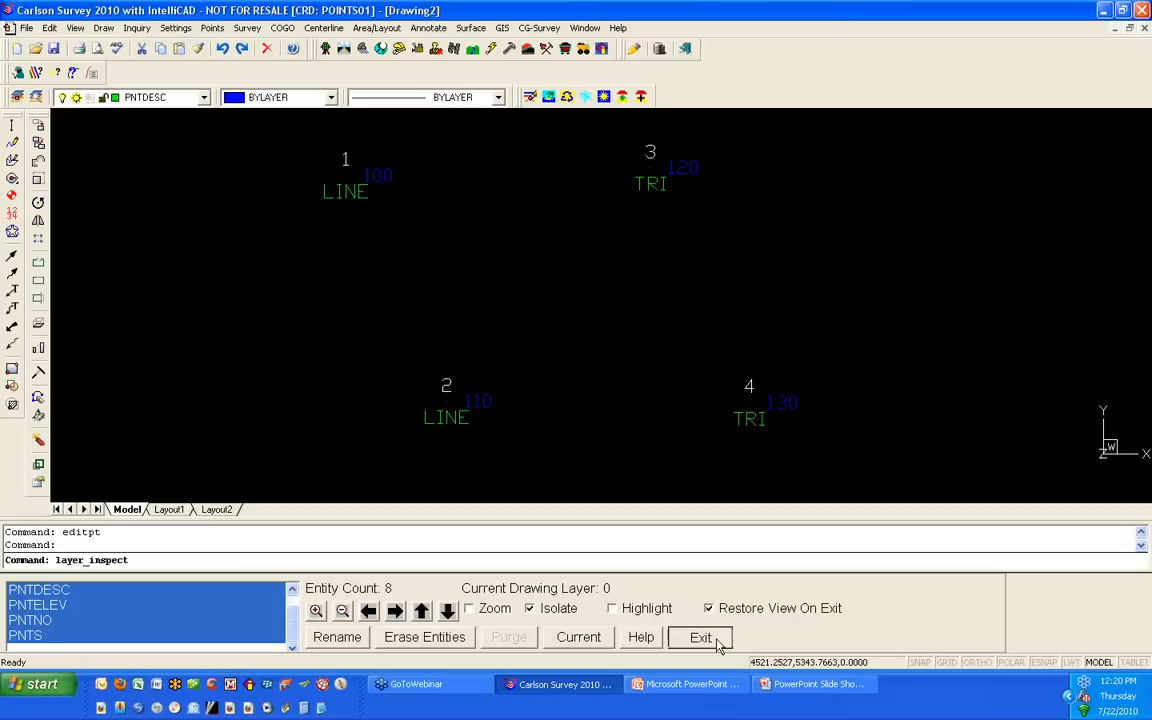 Carlson Survey 2010 with IntelliCAD - NOT FOR RESALE [CRD: POINTS01] - [Drawing2]
File Edit View Draw Inquiry Settings Points Survey COGO Centerline Area/Layout Annotate Surface GIS CG-Survey Window Help
PNTDESC BYLAYER BYLAYER
1
100
LINE
3
120
TRI
2
110
LINE
4
130
TRI
Y
W
Z X
Model Layout1 Layout2
Command: editpt
Command:
Command: layer_inspect
PNTDESC
PNTELEV
PNTNO
PNTS
Entity Count: 8 Current Drawing Layer: 0
Zoom Isolate Highlight Restore View On Exit
Rename Erase Entities Purge Current Help Exit
Ready 4521.2527,5343.7663,0.0000 SNAP GRID ORTHO POLAR ESNAP LWT MODEL TABLET
start GoToWebinar Carlson Survey 2010 ... Microsoft PowerPoint ... PowerPoint Slide Sho...
12:20 PM
Thursday
7/22/2010